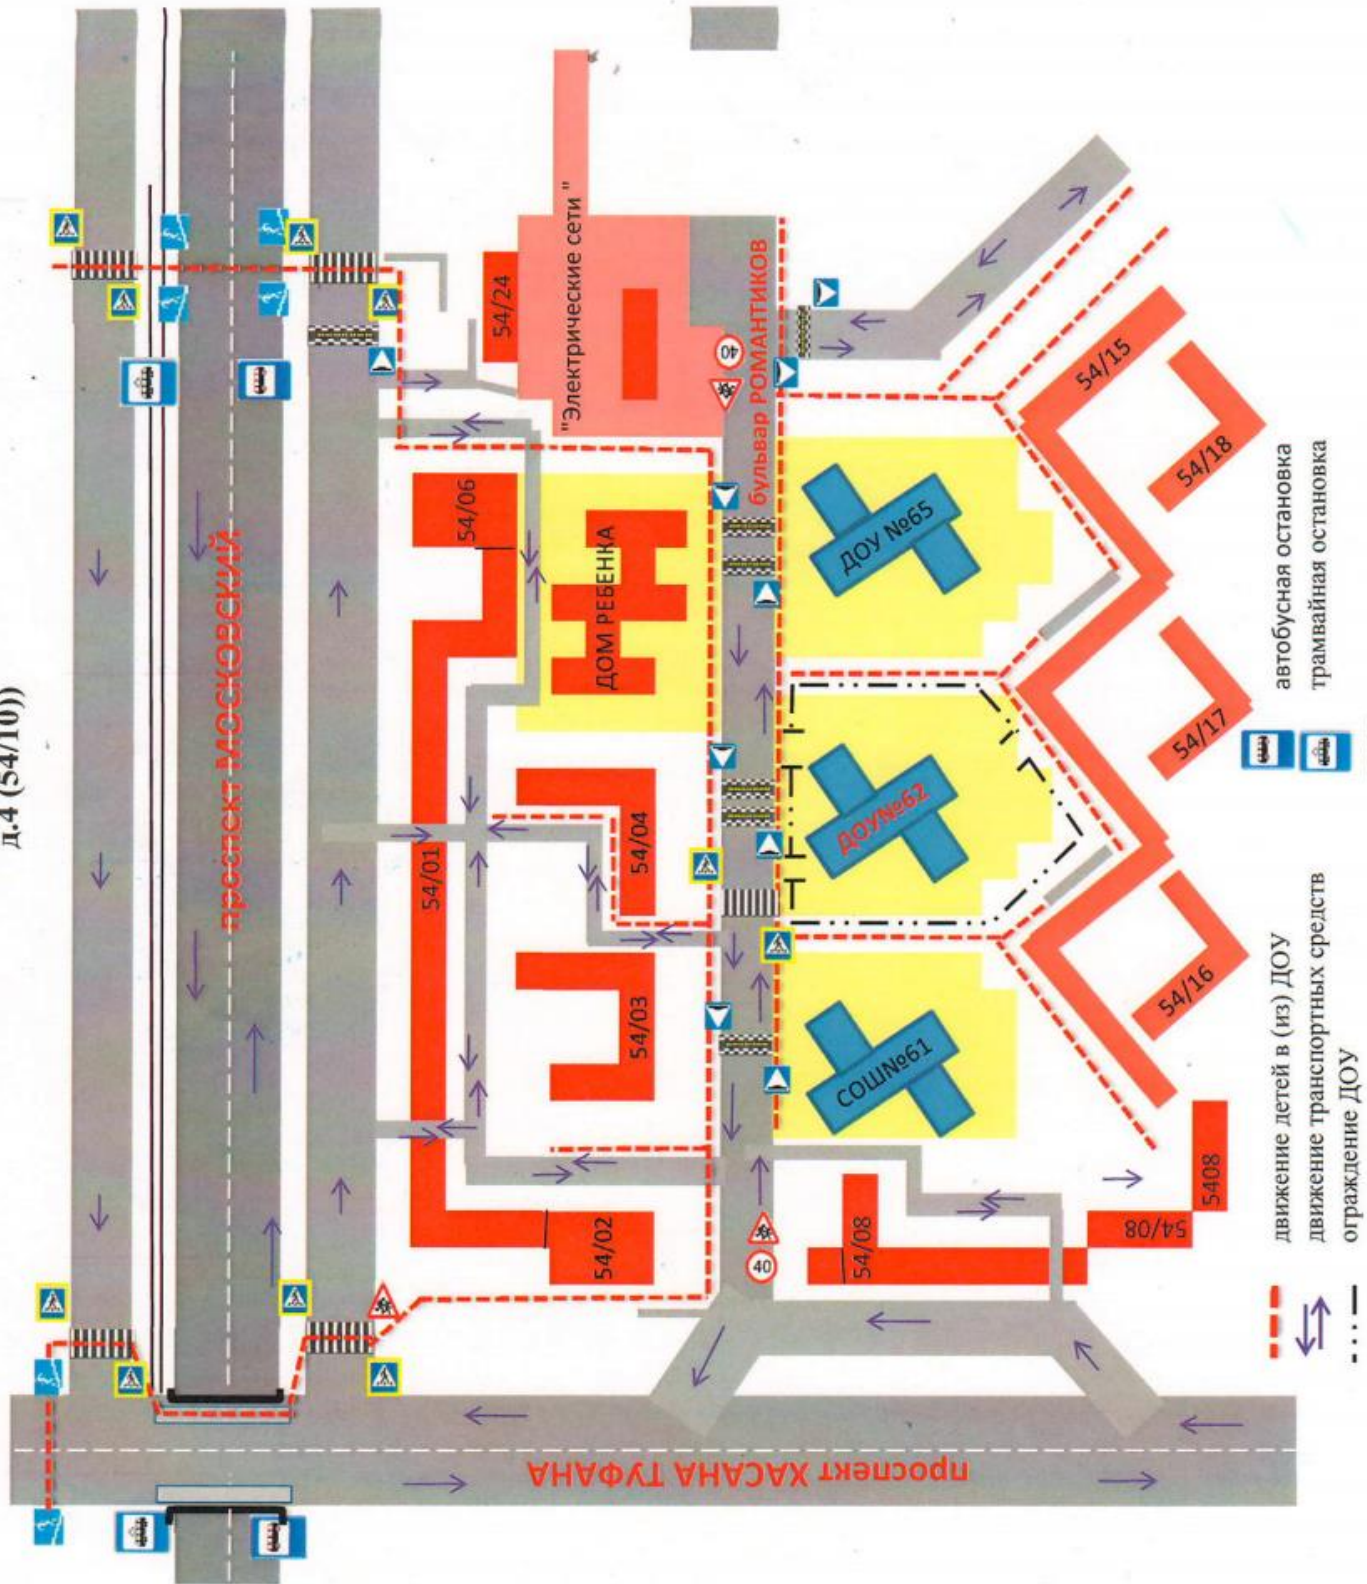 д.4 (54/10))
проспект МОСКОВСКИЙ
54/24
"Электрические сети "
54/06
ДОМ РЕБЕНКА
54/01
54/04
54/03
54/02
бульвар РОМАНТИКОВ
40
ДОУ №65
ДОУ№62
СОШ№61
54/15
54/18
54/17
54/16
40
54/08
54/08
5408
проспект ХАСАНА ТУФАНА
движение детей в (из) ДОУ
движение транспортных средств
ограждение ДОУ
автобусная остановка
трамвайная остановка